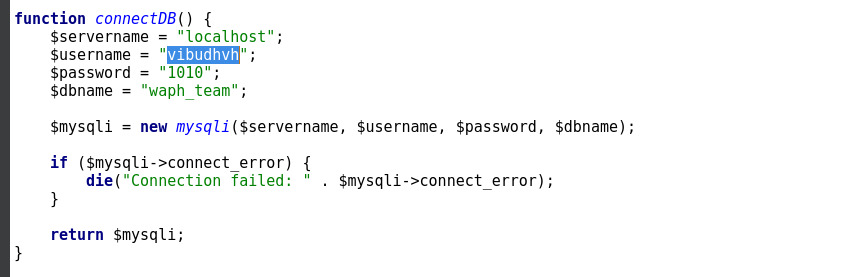 function connectDB() {
    $servername = "localhost";
    $username = "vibudhvh";
    $password = "1010";
    $dbname = "waph_team";

    $mysqli = new mysqli($servername, $username, $password, $dbname);

    if ($mysqli->connect_error) {
        die("Connection failed: " . $mysqli->connect_error);
    }

    return $mysqli;
}